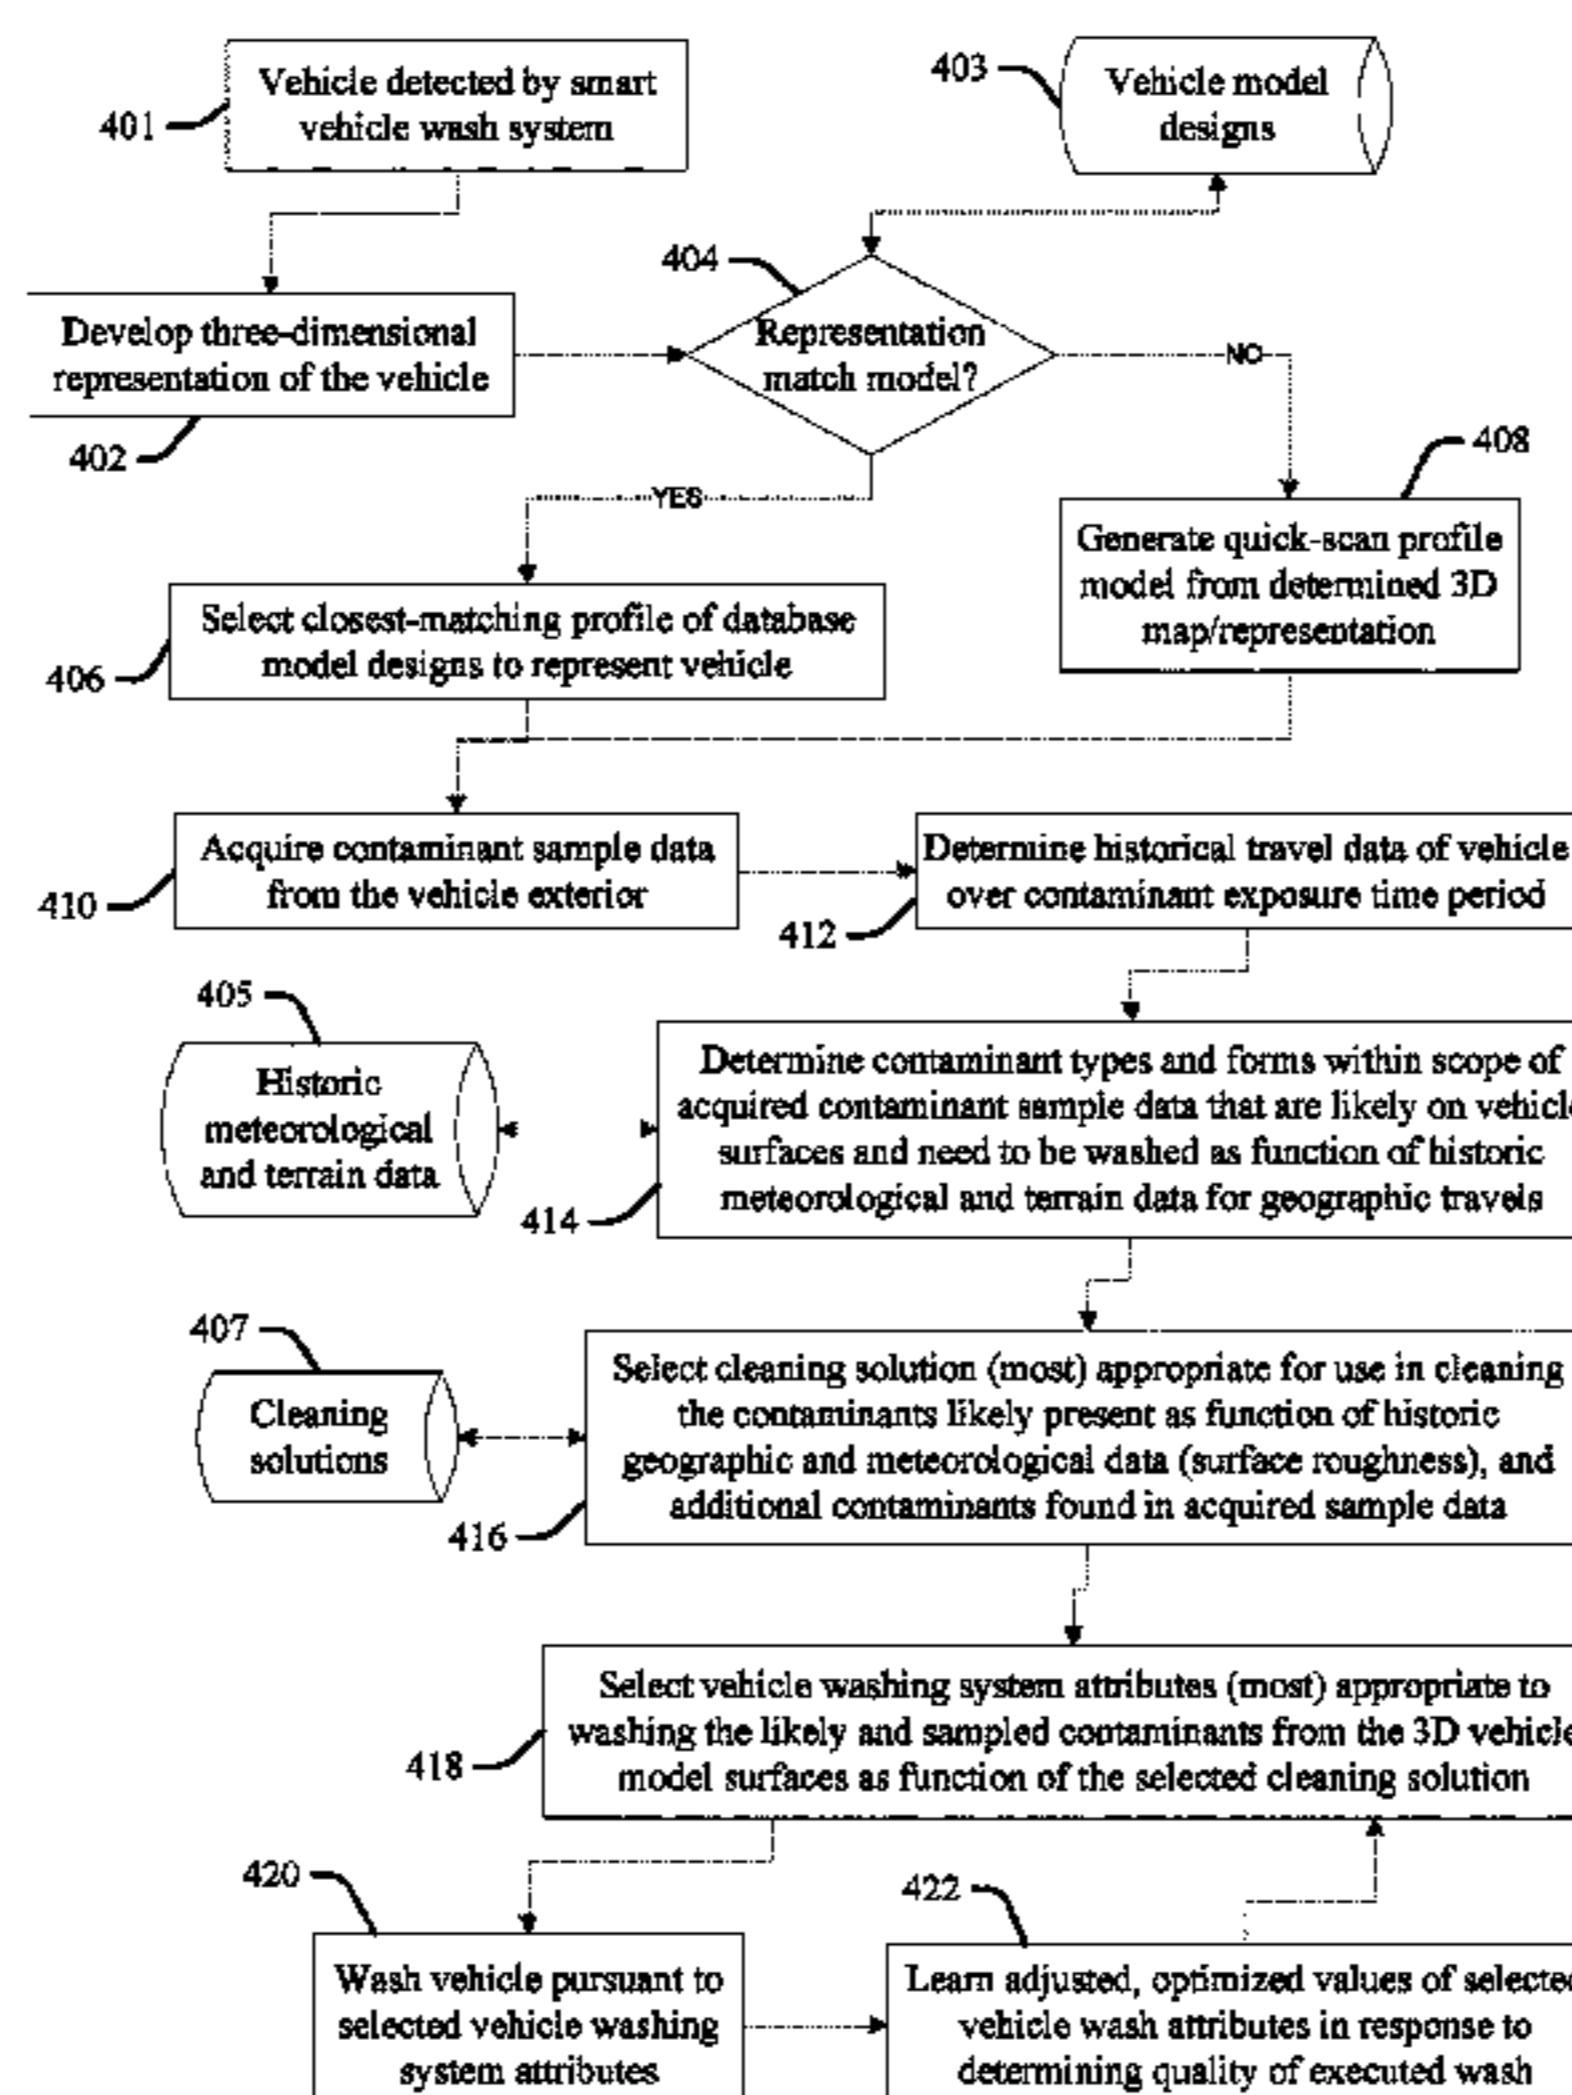 Vehicle detected by smart
vehicle wash system
401
403
Vehicle model
designs
404
Representation
match model?
Develop three-dimensional
representation of the vehicle
402
NO
YES
408
Generate quick-scan profile
model from determined 3D
map/representation
Select closest-matching profile of database
model designs to represent vehicle
406
Acquire contaminant sample data
from the vehicle exterior
410
Determine historical travel data of vehicle
over contaminant exposure time period
412
405
Historic
meteorological
and terrain data
Determine contaminant types and forms within scope of
acquired contaminant sample data that are likely on vehicle
surfaces and need to be washed as function of historic
meteorological and terrain data for geographic travels
414
407
Cleaning
solutions
Select cleaning solution (most) appropriate for use in cleaning
the contaminants likely present as function of historic
geographic and meteorological data (surface roughness), and
additional contaminants found in acquired sample data
416
Select vehicle washing system attributes (most) appropriate to
washing the likely and sampled contaminants from the 3D vehicle
model surfaces as function of the selected cleaning solution
418
420
Wash vehicle pursuant to
selected vehicle washing
system attributes
422
Learn adjusted, optimized values of selected
vehicle wash attributes in response to
determining quality of executed wash